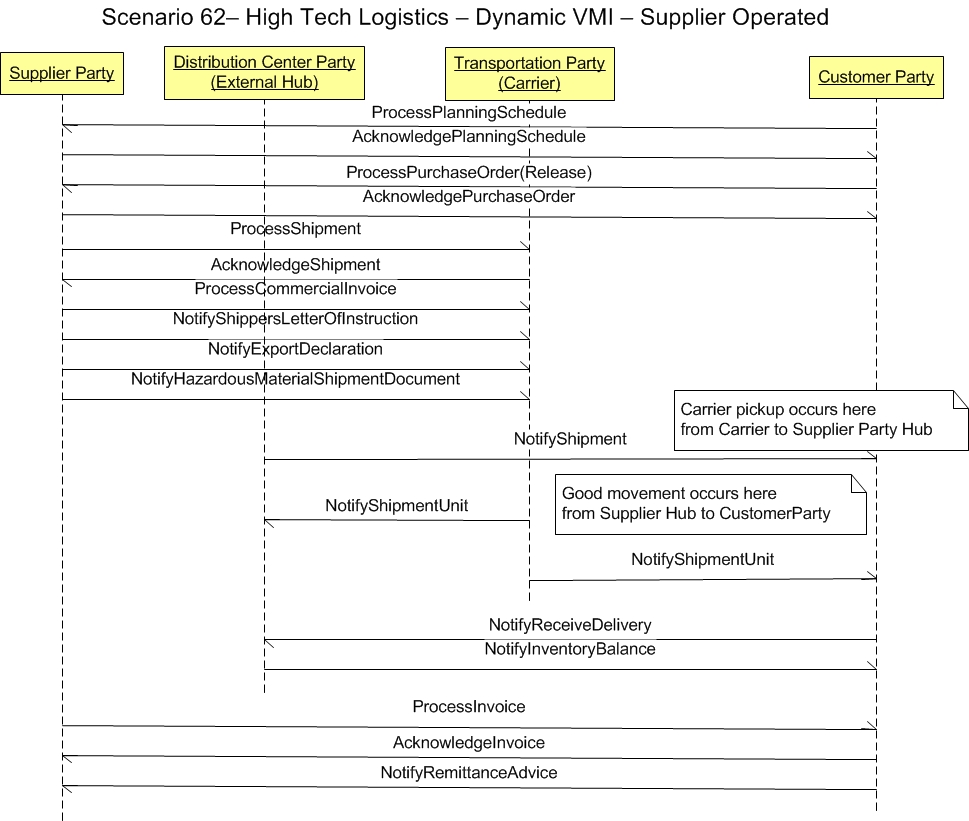 Scenario 62– High Tech Logistics – Dynamic VMI – Supplier Operated
Supplier Party
Distribution Center Party
(External Hub)
Transportation Party
(Carrier)
Customer Party
ProcessPlanningSchedule
AcknowledgePlanningSchedule
ProcessPurchaseOrder(Release)
AcknowledgePurchaseOrder
ProcessShipment
AcknowledgeShipment
ProcessCommercialInvoice
NotifyShippersLetterOfInstruction
NotifyExportDeclaration
NotifyHazardousMaterialShipmentDocument
Carrier pickup occurs here
from Carrier to Supplier Party Hub
NotifyShipment
Good movement occurs here
from Supplier Hub to CustomerParty
NotifyShipmentUnit
NotifyShipmentUnit
NotifyReceiveDelivery
NotifyInventoryBalance
ProcessInvoice
AcknowledgeInvoice
NotifyRemittanceAdvice